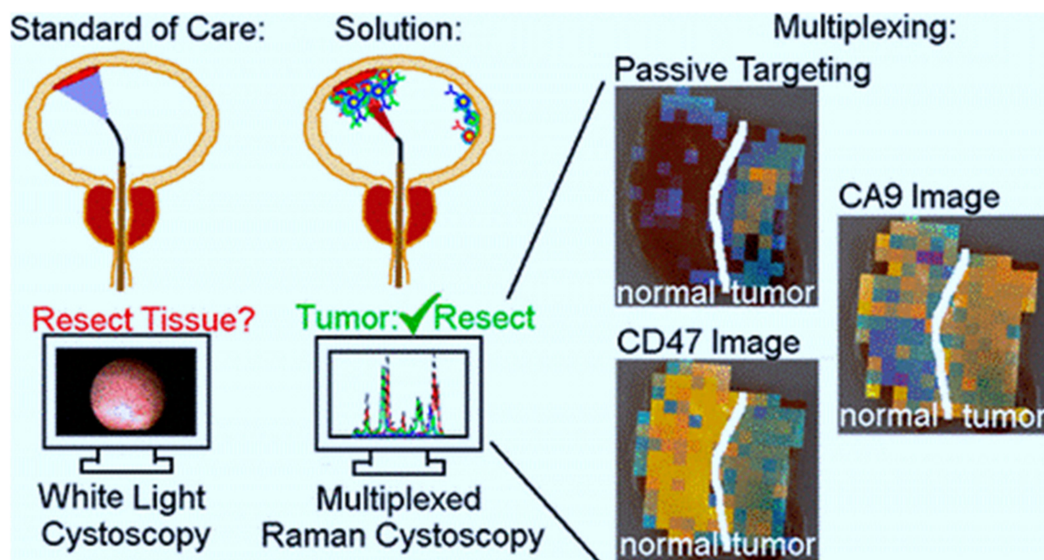 Standard of Care:
Solution:
Multiplexing:
Passive Targeting
normal tumor
CA9 Image
normal tumor
Resect Tissue?
Tumor: ✓ Resect
CD47 Image
normal tumor
White Light
Cystoscopy
Multiplexed
Raman Cystoscopy